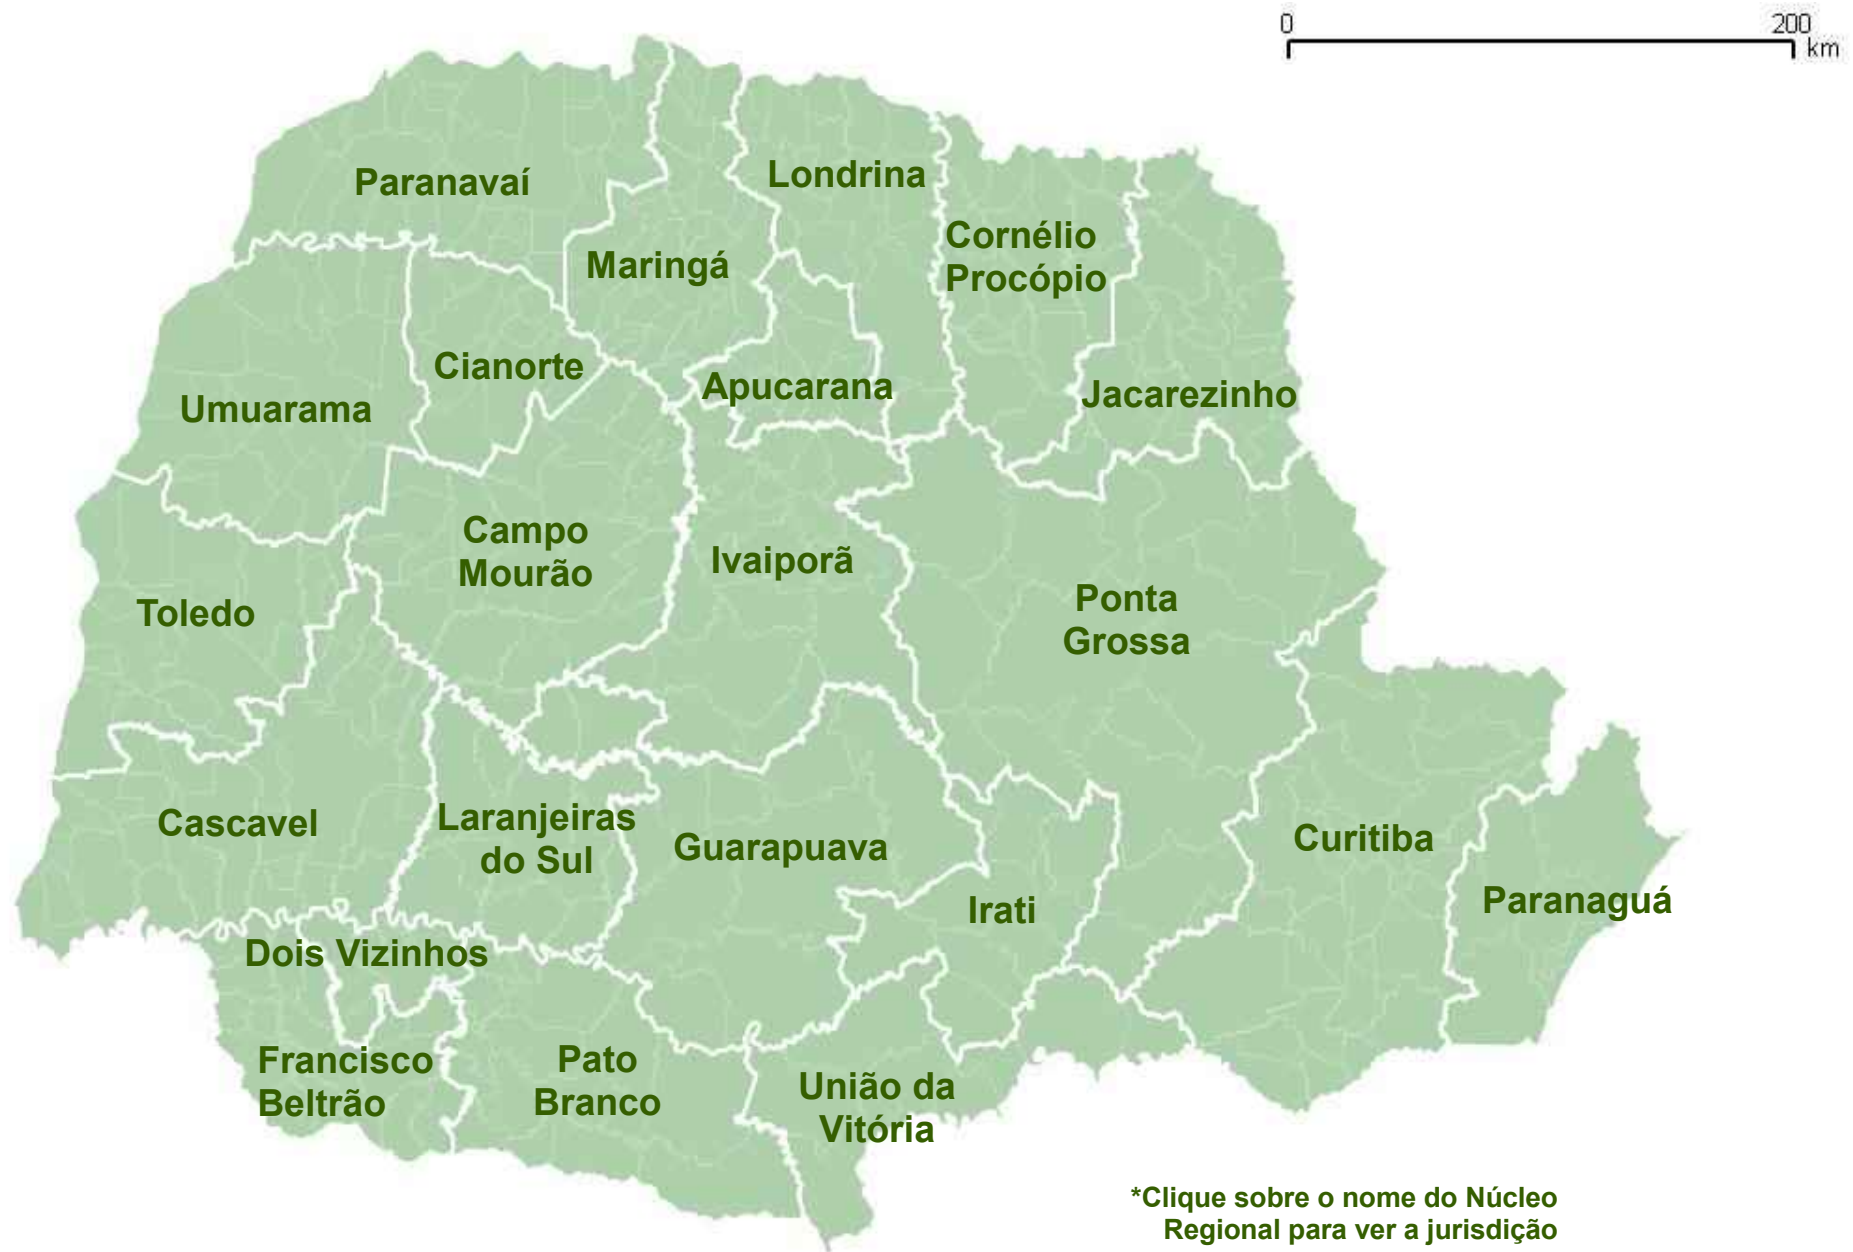 0 200
km
Paranavaí
Londrina
Maringá
Cornélio
Procópio
Cianorte
Umuarama
Apucarana
Jacarezinho
Campo
Mourão
Ivaiporã
Toledo
Ponta
Grossa
Cascavel
Laranjeiras
do Sul
Guarapuava
Curitiba
Irati
Paranaguá
Dois Vizinhos
Francisco
Beltrão
Pato
Branco
União da
Vitória
*Clique sobre o nome do Núcleo
Regional para ver a jurisdição